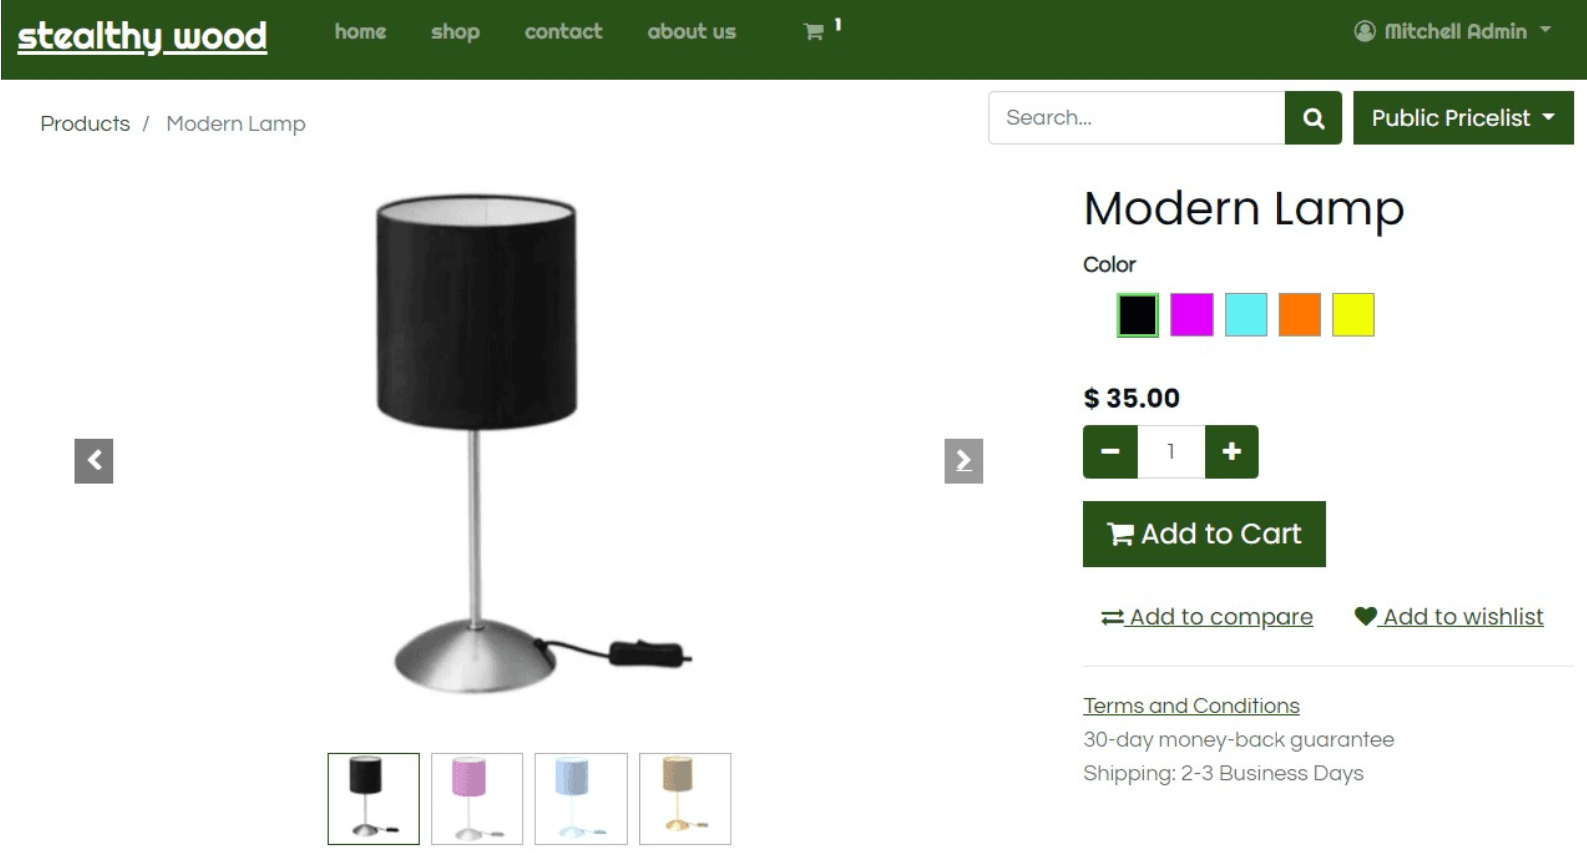 stealthy wood
home
shop
contact
about us
1
Mitchell Admin
Products / Modern Lamp
Search...
Public Pricelist
Modern Lamp
Color
$ 35.00
1
Add to Cart
Add to compare
Add to wishlist
Terms and Conditions
30-day money-back guarantee
Shipping: 2-3 Business Days